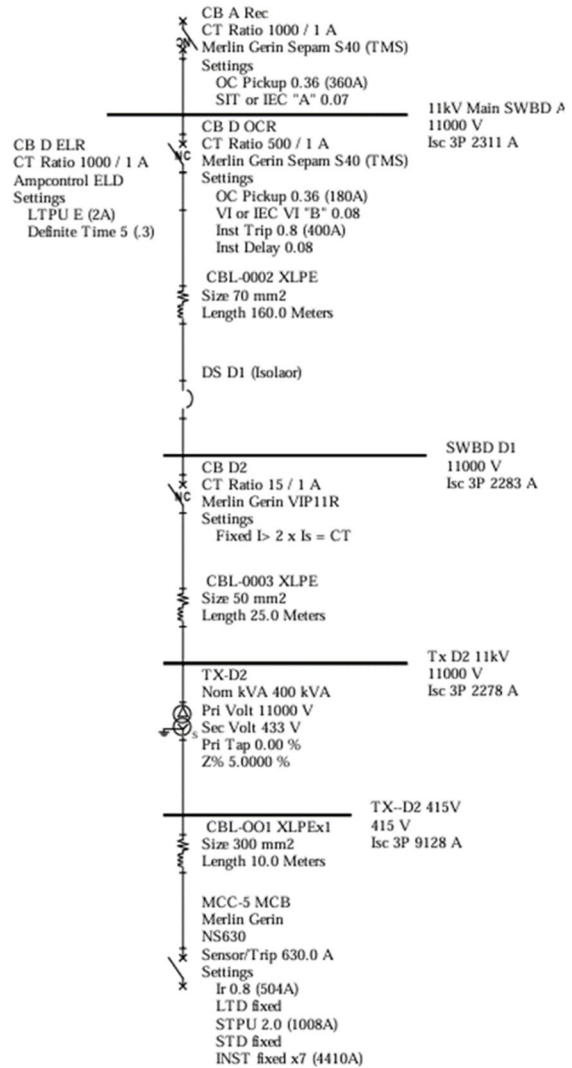 CB A Rec
CT Ratio 1000 / 1 A
Merlin Gerin Sepam S40 (TMS)
Settings
OC Pickup 0.36 (360A)
SIT or IEC "A" 0.07
11kV Main SWBD A
11000 V
Isc 3P 2311 A
CB D ELR
CT Ratio 1000 / 1 A
Ampcontrol ELD
Settings
LTPU E (2A)
Definite Time 5 (.3)
CB D OCR
CT Ratio 500 / 1 A
NC
Merlin Gerin Sepam S40 (TMS)
Settings
OC Pickup 0.36 (180A)
VI or IEC VI "B" 0.08
Inst Trip 0.8 (400A)
Inst Delay 0.08
CBL-0002 XLPE
Size 70 mm2
Length 160.0 Meters
DS D1 (Isolaor)
SWBD D1
11000 V
Isc 3P 2283 A
CB D2
CT Ratio 15 / 1 A
NC
Merlin Gerin VIP11R
Settings
Fixed I> 2 x Is = CT
CBL-0003 XLPE
Size 50 mm2
Length 25.0 Meters
Tx D2 11kV
11000 V
Isc 3P 2278 A
TX-D2
Nom kVA 400 kVA
Pri Volt 11000 V
Sec Volt 433 V
S
Pri Tap 0.00 %
Z% 5.0000 %
TX--D2 415V
415 V
Isc 3P 9128 A
CBL-OO1 XLPEx1
Size 300 mm2
Length 10.0 Meters
MCC-5 MCB
Merlin Gerin
NS630
Sensor/Trip 630.0 A
Settings
Ir 0.8 (504A)
LTD fixed
STPU 2.0 (1008A)
STD fixed
INST fixed x7 (4410A)